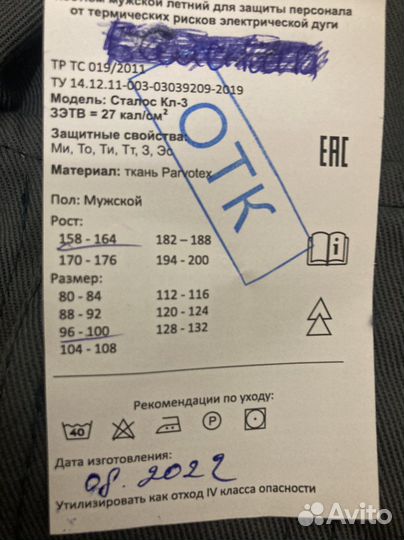 мужской летний для защиты персонала
от термических рисков электрической дуги
ТР ТС 019/2011
ТУ 14.12.11-003-03039209-2019
Модель: Сталос Кл-3
ЗЭТВ = 27 кал/см²
Защитные свойства:
Ми, То, Ти, Тт, З, Эс
Материал: ткань Parvotex
ОТК
EAC
Пол: Мужской
Рост:
158 - 164 182 – 188
170 - 176 194 - 200
Размер:
80 - 84 112 - 116
88 - 92 120 - 124
96 - 100 128 - 132
104 - 108
Рекомендации по уходу:
40 P
Дата изготовления:
08. 2022
Утилизировать как отход IV класса опасности
Avito